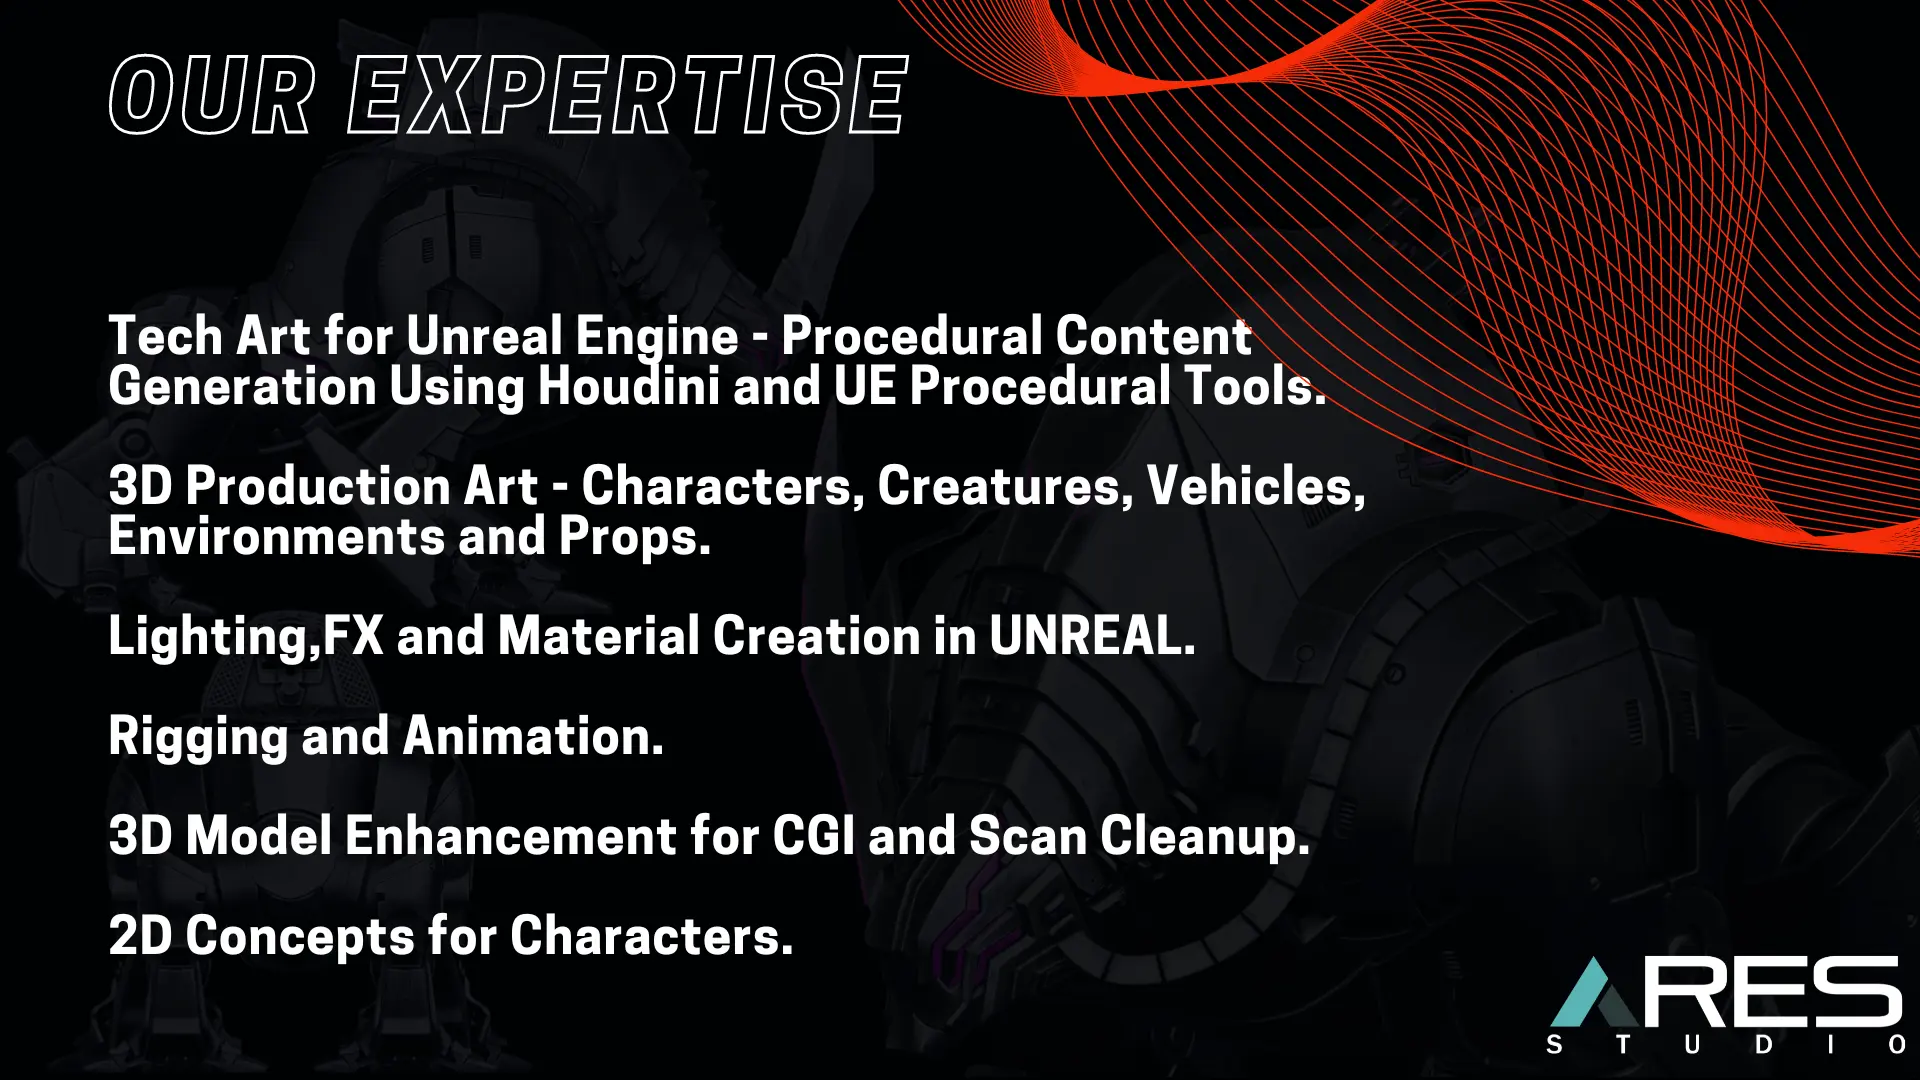 OUR EXPERTISE
Tech Art for Unreal Engine - Procedural Content
Generation Using Houdini and UE Procedural Tools.
3D Production Art - Characters, Creatures, Vehicles,
Environments and Props.
Lighting,FX and Material Creation in UNREAL.
Rigging and Animation.
3D Model Enhancement for CGI and Scan Cleanup.
2D Concepts for Characters.
ARES
STUDIO